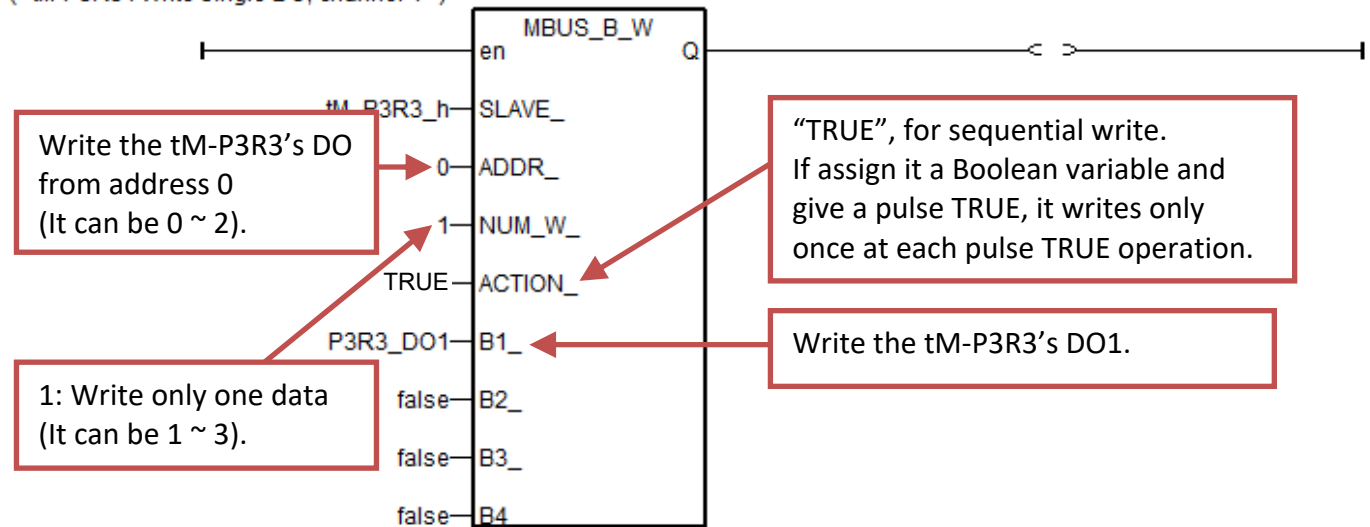 MBUS_B_W
en Q
SLAVE_
Write the tM-P3R3's DO
from address 0
(It can be 0 ~ 2).
0 ADDR_
1 NUM_W_
TRUE ACTION_
“TRUE”, for sequential write.
If assign it a Boolean variable and
give a pulse TRUE, it writes only
once at each pulse TRUE operation.
P3R3_DO1 B1_
Write the tM-P3R3’s DO1.
1: Write only one data
(It can be 1 ~ 3).
false B2_
false B3_
false B4